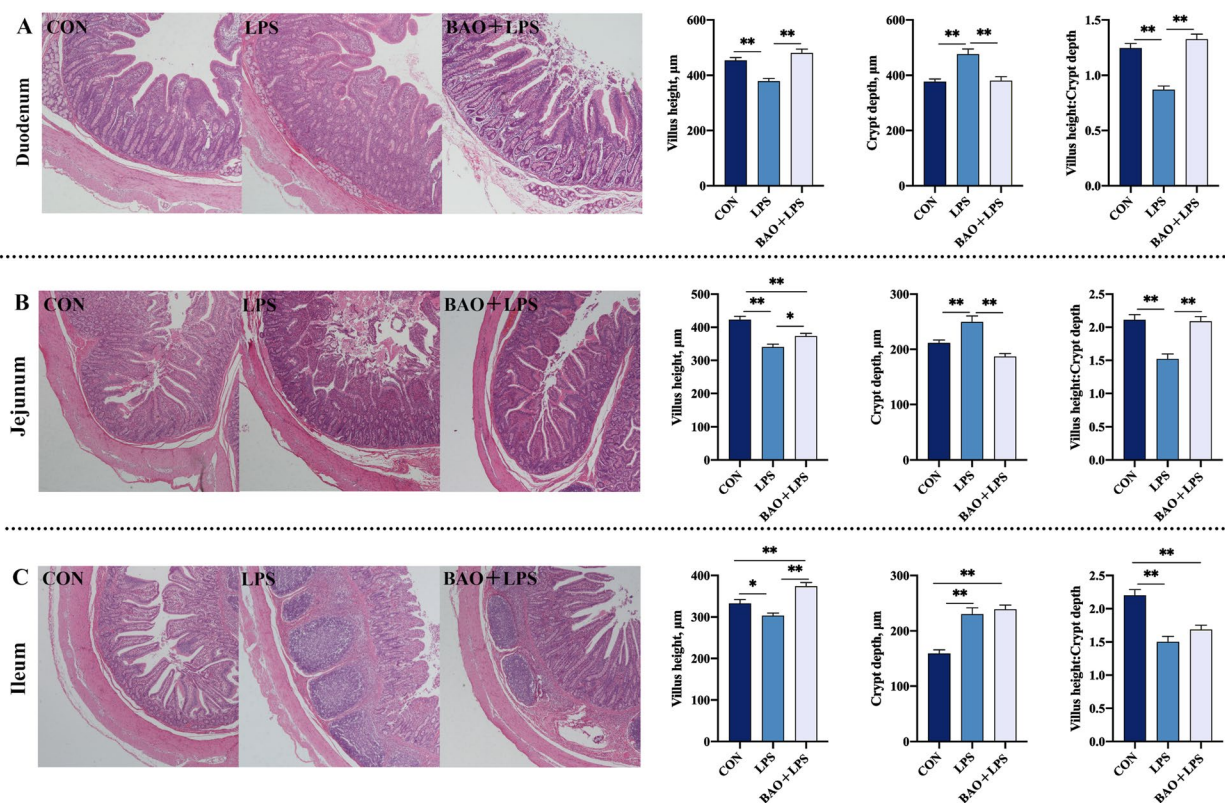 A
Duodenum
CON
LPS
BAO+LPS
Villus height, μm
600
400
200
0
**
**
CON
LPS
BAO+LPS
Crypt depth, μm
600
400
200
0
**
**
CON
LPS
BAO+LPS
Villus height:Crypt depth
1.5
1.0
0.5
0.0
**
**
CON
LPS
BAO+LPS
B
Jejunum
CON
LPS
BAO+LPS
Villus height, μm
500
400
300
200
100
0
**
**
*
CON
LPS
BAO+LPS
Crypt depth, μm
300
200
100
0
**
**
CON
LPS
BAO+LPS
Villus height:Crypt depth
2.5
2.0
1.5
1.0
0.5
0.0
**
**
CON
LPS
BAO+LPS
C
Ileum
CON
LPS
BAO+LPS
Villus height, μm
400
300
200
100
0
**
*
**
CON
LPS
BAO+LPS
Crypt depth, μm
300
200
100
0
**
**
CON
LPS
BAO+LPS
Villus height:Crypt depth
2.5
2.0
1.5
1.0
0.5
0.0
**
**
CON
LPS
BAO+LPS